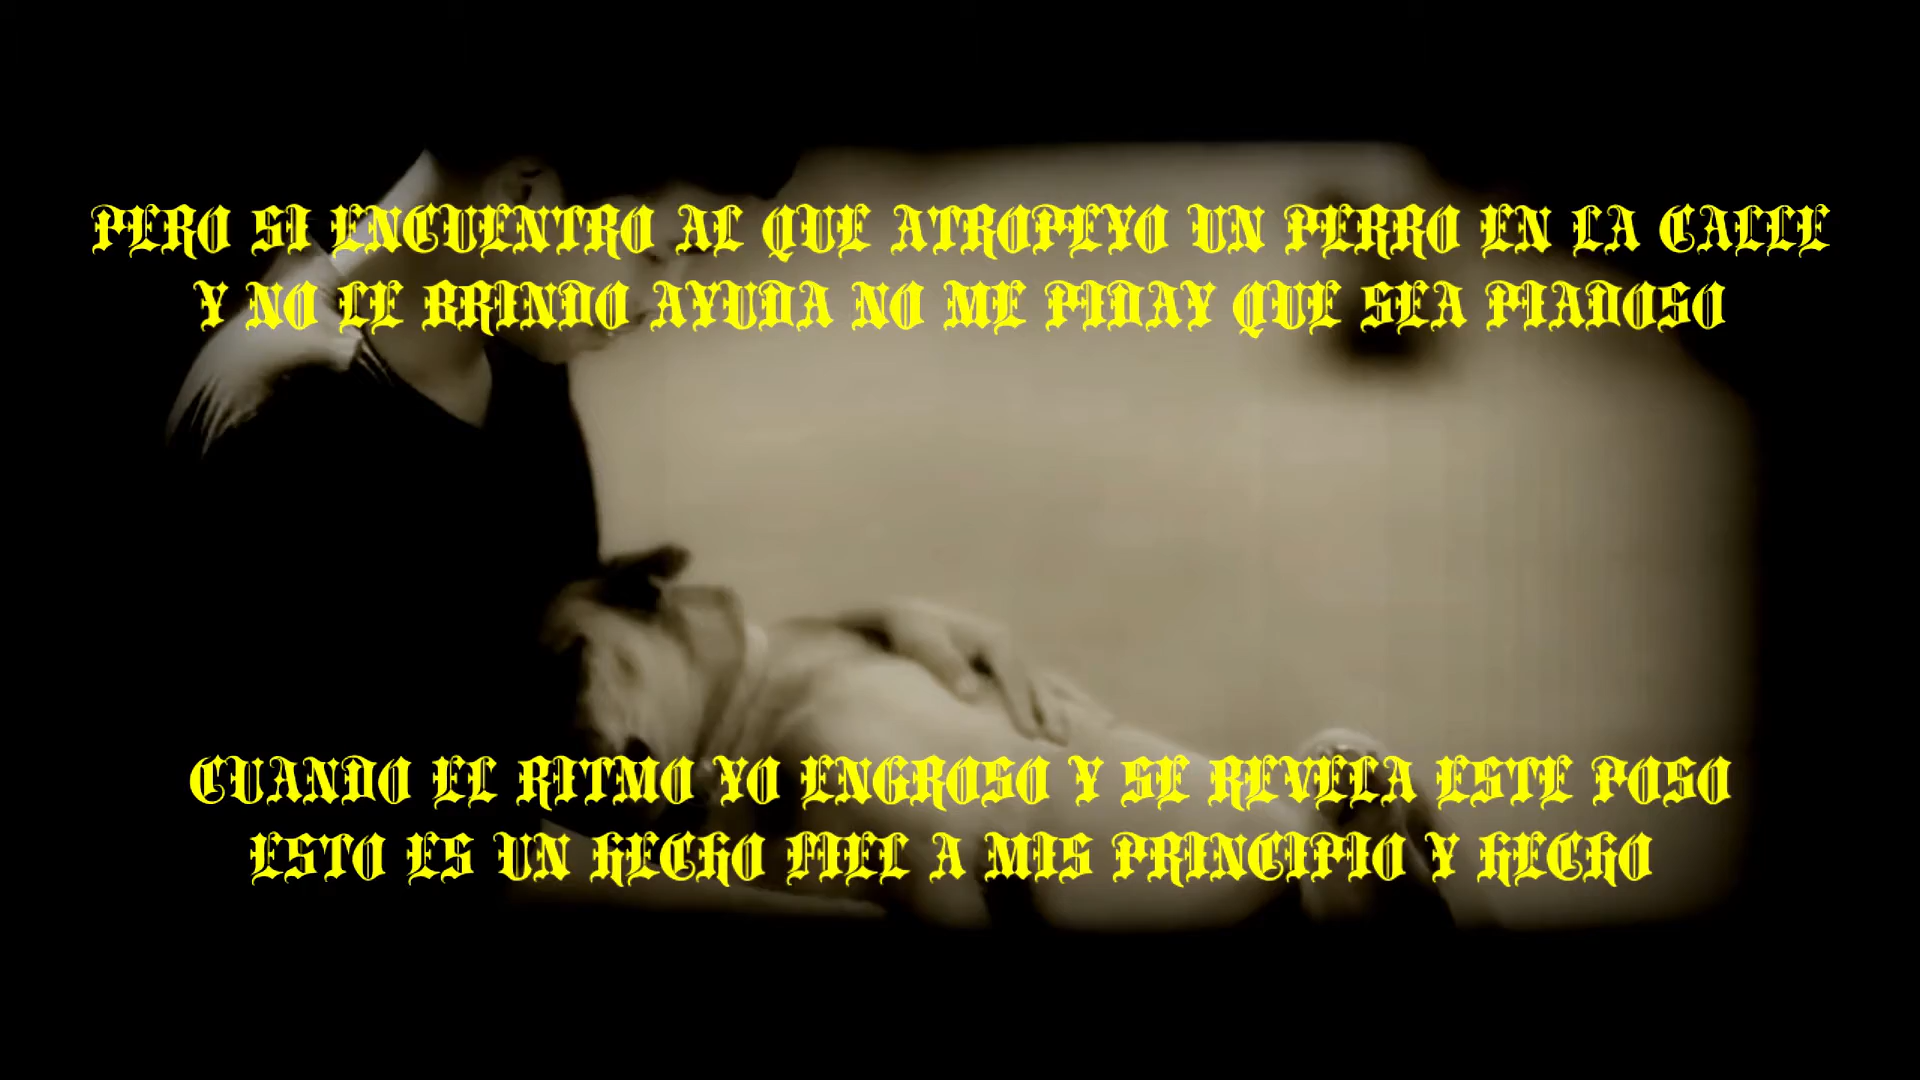 PERO SI ENCUENTRO AL QUE ATROPEYO UN PERRO EN LA CALLE
Y NO LE BRINDO AYUDA NO ME PIDAY QUE SEA PIADOSO
CUANDO EL RITMO YO ENGROSO Y SE REVELA ESTE POSO
ESTO ES UN HECHO FIEL A MIS PRINCIPIO Y HECHO